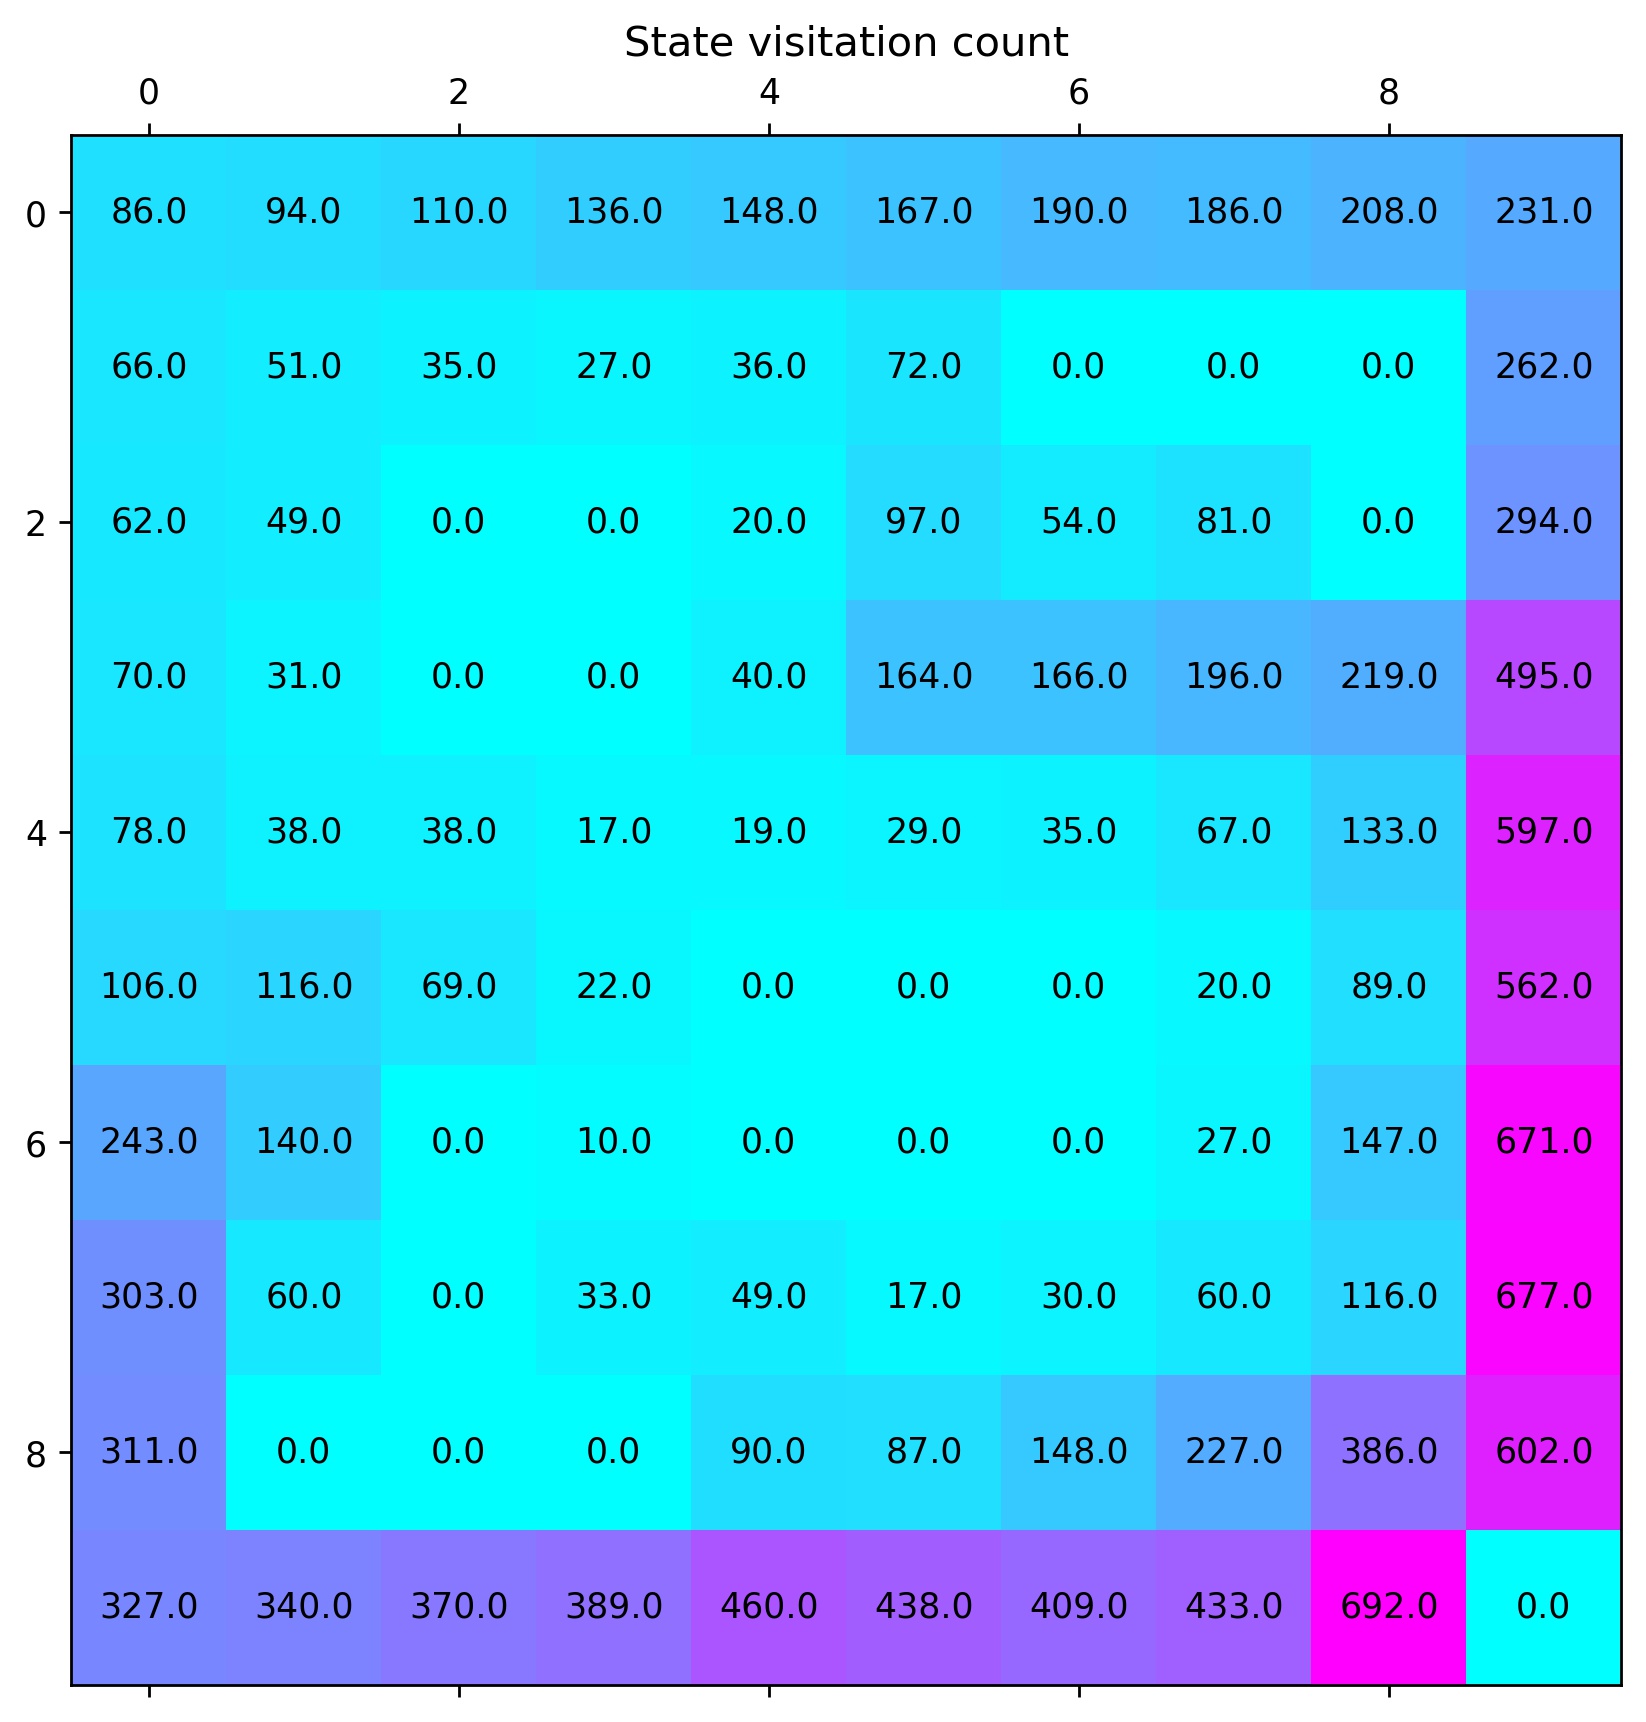 State visitation count
0 2 4 6 8
0 86.0 94.0 110.0 136.0 148.0 167.0 190.0 186.0 208.0 231.0
66.0 51.0 35.0 27.0 36.0 72.0 0.0 0.0 0.0 262.0
2 62.0 49.0 0.0 0.0 20.0 97.0 54.0 81.0 0.0 294.0
70.0 31.0 0.0 0.0 40.0 164.0 166.0 196.0 219.0 495.0
4 78.0 38.0 38.0 17.0 19.0 29.0 35.0 67.0 133.0 597.0
106.0 116.0 69.0 22.0 0.0 0.0 0.0 20.0 89.0 562.0
6 243.0 140.0 0.0 10.0 0.0 0.0 0.0 27.0 147.0 671.0
303.0 60.0 0.0 33.0 49.0 17.0 30.0 60.0 116.0 677.0
8 311.0 0.0 0.0 0.0 90.0 87.0 148.0 227.0 386.0 602.0
327.0 340.0 370.0 389.0 460.0 438.0 409.0 433.0 692.0 0.0